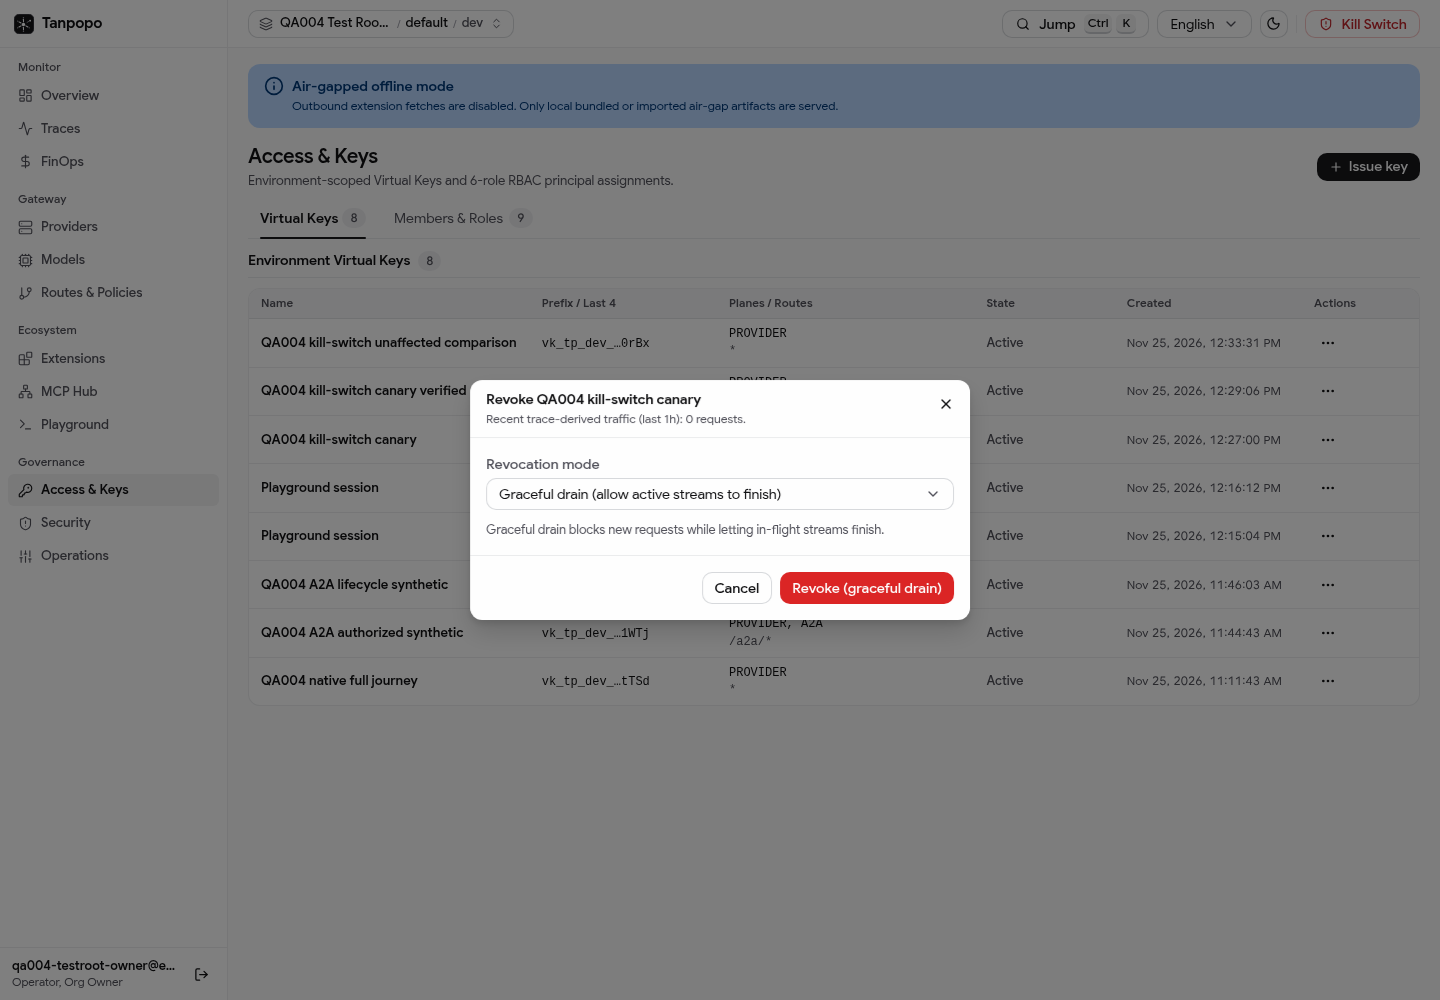 Tanpopo
QA004 Test Roo... / default / dev
Jump Ctrl K
English
Kill Switch
Monitor
Overview
Traces
FinOps
Gateway
Providers
Models
Routes & Policies
Ecosystem
Extensions
MCP Hub
Playground
Governance
Access & Keys
Security
Operations
qa004-testroot-owner@e...
Operator, Org Owner
Air-gapped offline mode
Outbound extension fetches are disabled. Only local bundled or imported air-gap artifacts are served.
Access & Keys
Environment-scoped Virtual Keys and 6-role RBAC principal assignments.
+ Issue key
Virtual Keys 8 Members & Roles 9
Environment Virtual Keys 8
Name Prefix / Last 4 Planes / Routes State Created Actions
QA004 kill-switch unaffected comparison vk_tp_dev_…0rBx PROVIDER Active Nov 25, 2026, 12:33:31 PM
*
QA004 kill-switch canary verified Active Nov 25, 2026, 12:29:06 PM
QA004 kill-switch canary Active Nov 25, 2026, 12:27:00 PM
Playground session Active Nov 25, 2026, 12:16:12 PM
Playground session Active Nov 25, 2026, 12:15:04 PM
QA004 A2A lifecycle synthetic Active Nov 25, 2026, 11:46:03 AM
QA004 A2A authorized synthetic vk_tp_dev_…1WTj PROVIDER, A2A Active Nov 25, 2026, 11:44:43 AM
/a2a/*
QA004 native full journey vk_tp_dev_…tTSd PROVIDER Active Nov 25, 2026, 11:11:43 AM
*
Revoke QA004 kill-switch canary
Recent trace-derived traffic (last 1h): 0 requests.
Revocation mode
Graceful drain (allow active streams to finish)
Graceful drain blocks new requests while letting in-flight streams finish.
Cancel Revoke (graceful drain)